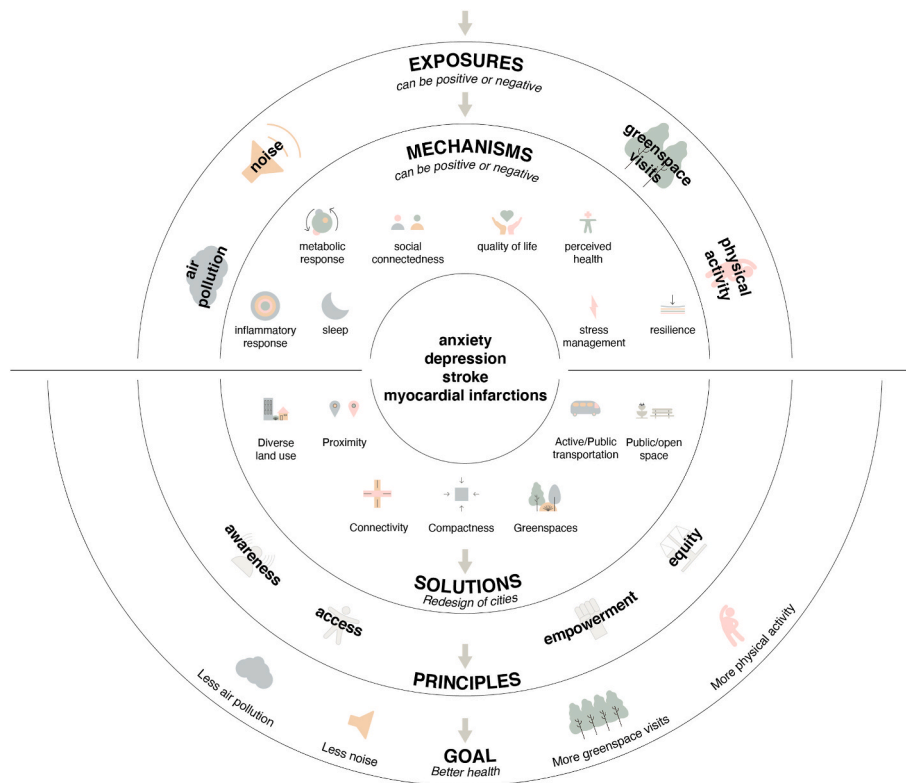 EXPOSURES
can be positive or negative
noise
greenspace
visits
MECHANISMS
can be positive or negative
air
pollution
physical
activity
metabolic
response
social
connectedness
quality of life
perceived
health
inflammatory
response
sleep
stress
management
resilience
anxiety
depression
stroke
myocardial infarctions
Diverse
land use
Proximity
Active/Public
transportation
Public/open
space
Connectivity
Compactness
Greenspaces
SOLUTIONS
Redesign of cities
awareness
access
empowerment
equity
PRINCIPLES
Less air pollution
Less noise
More greenspace visits
More physical activity
GOAL
Better health